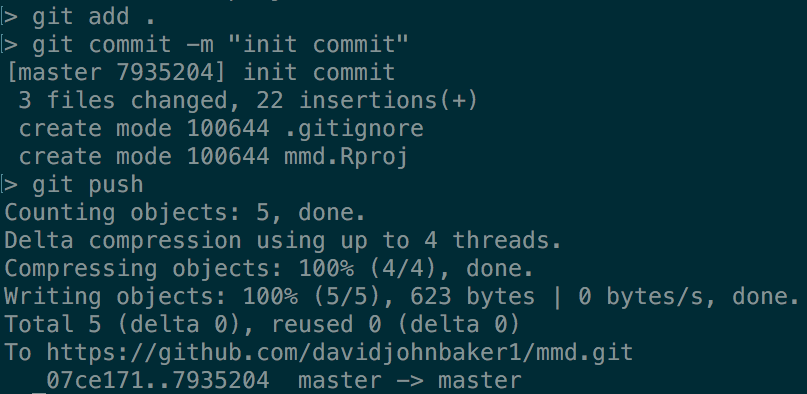 > git add .
> git commit -m "init commit"
[master 7935204] init commit
 3 files changed, 22 insertions(+)
 create mode 100644 .gitignore
 create mode 100644 mmd.Rproj
> git push
Counting objects: 5, done.
Delta compression using up to 4 threads.
Compressing objects: 100% (4/4), done.
Writing objects: 100% (5/5), 623 bytes | 0 bytes/s, done.
Total 5 (delta 0), reused 0 (delta 0)
To https://github.com/davidjohnbaker1/mmd.git
   07ce171..7935204  master -> master